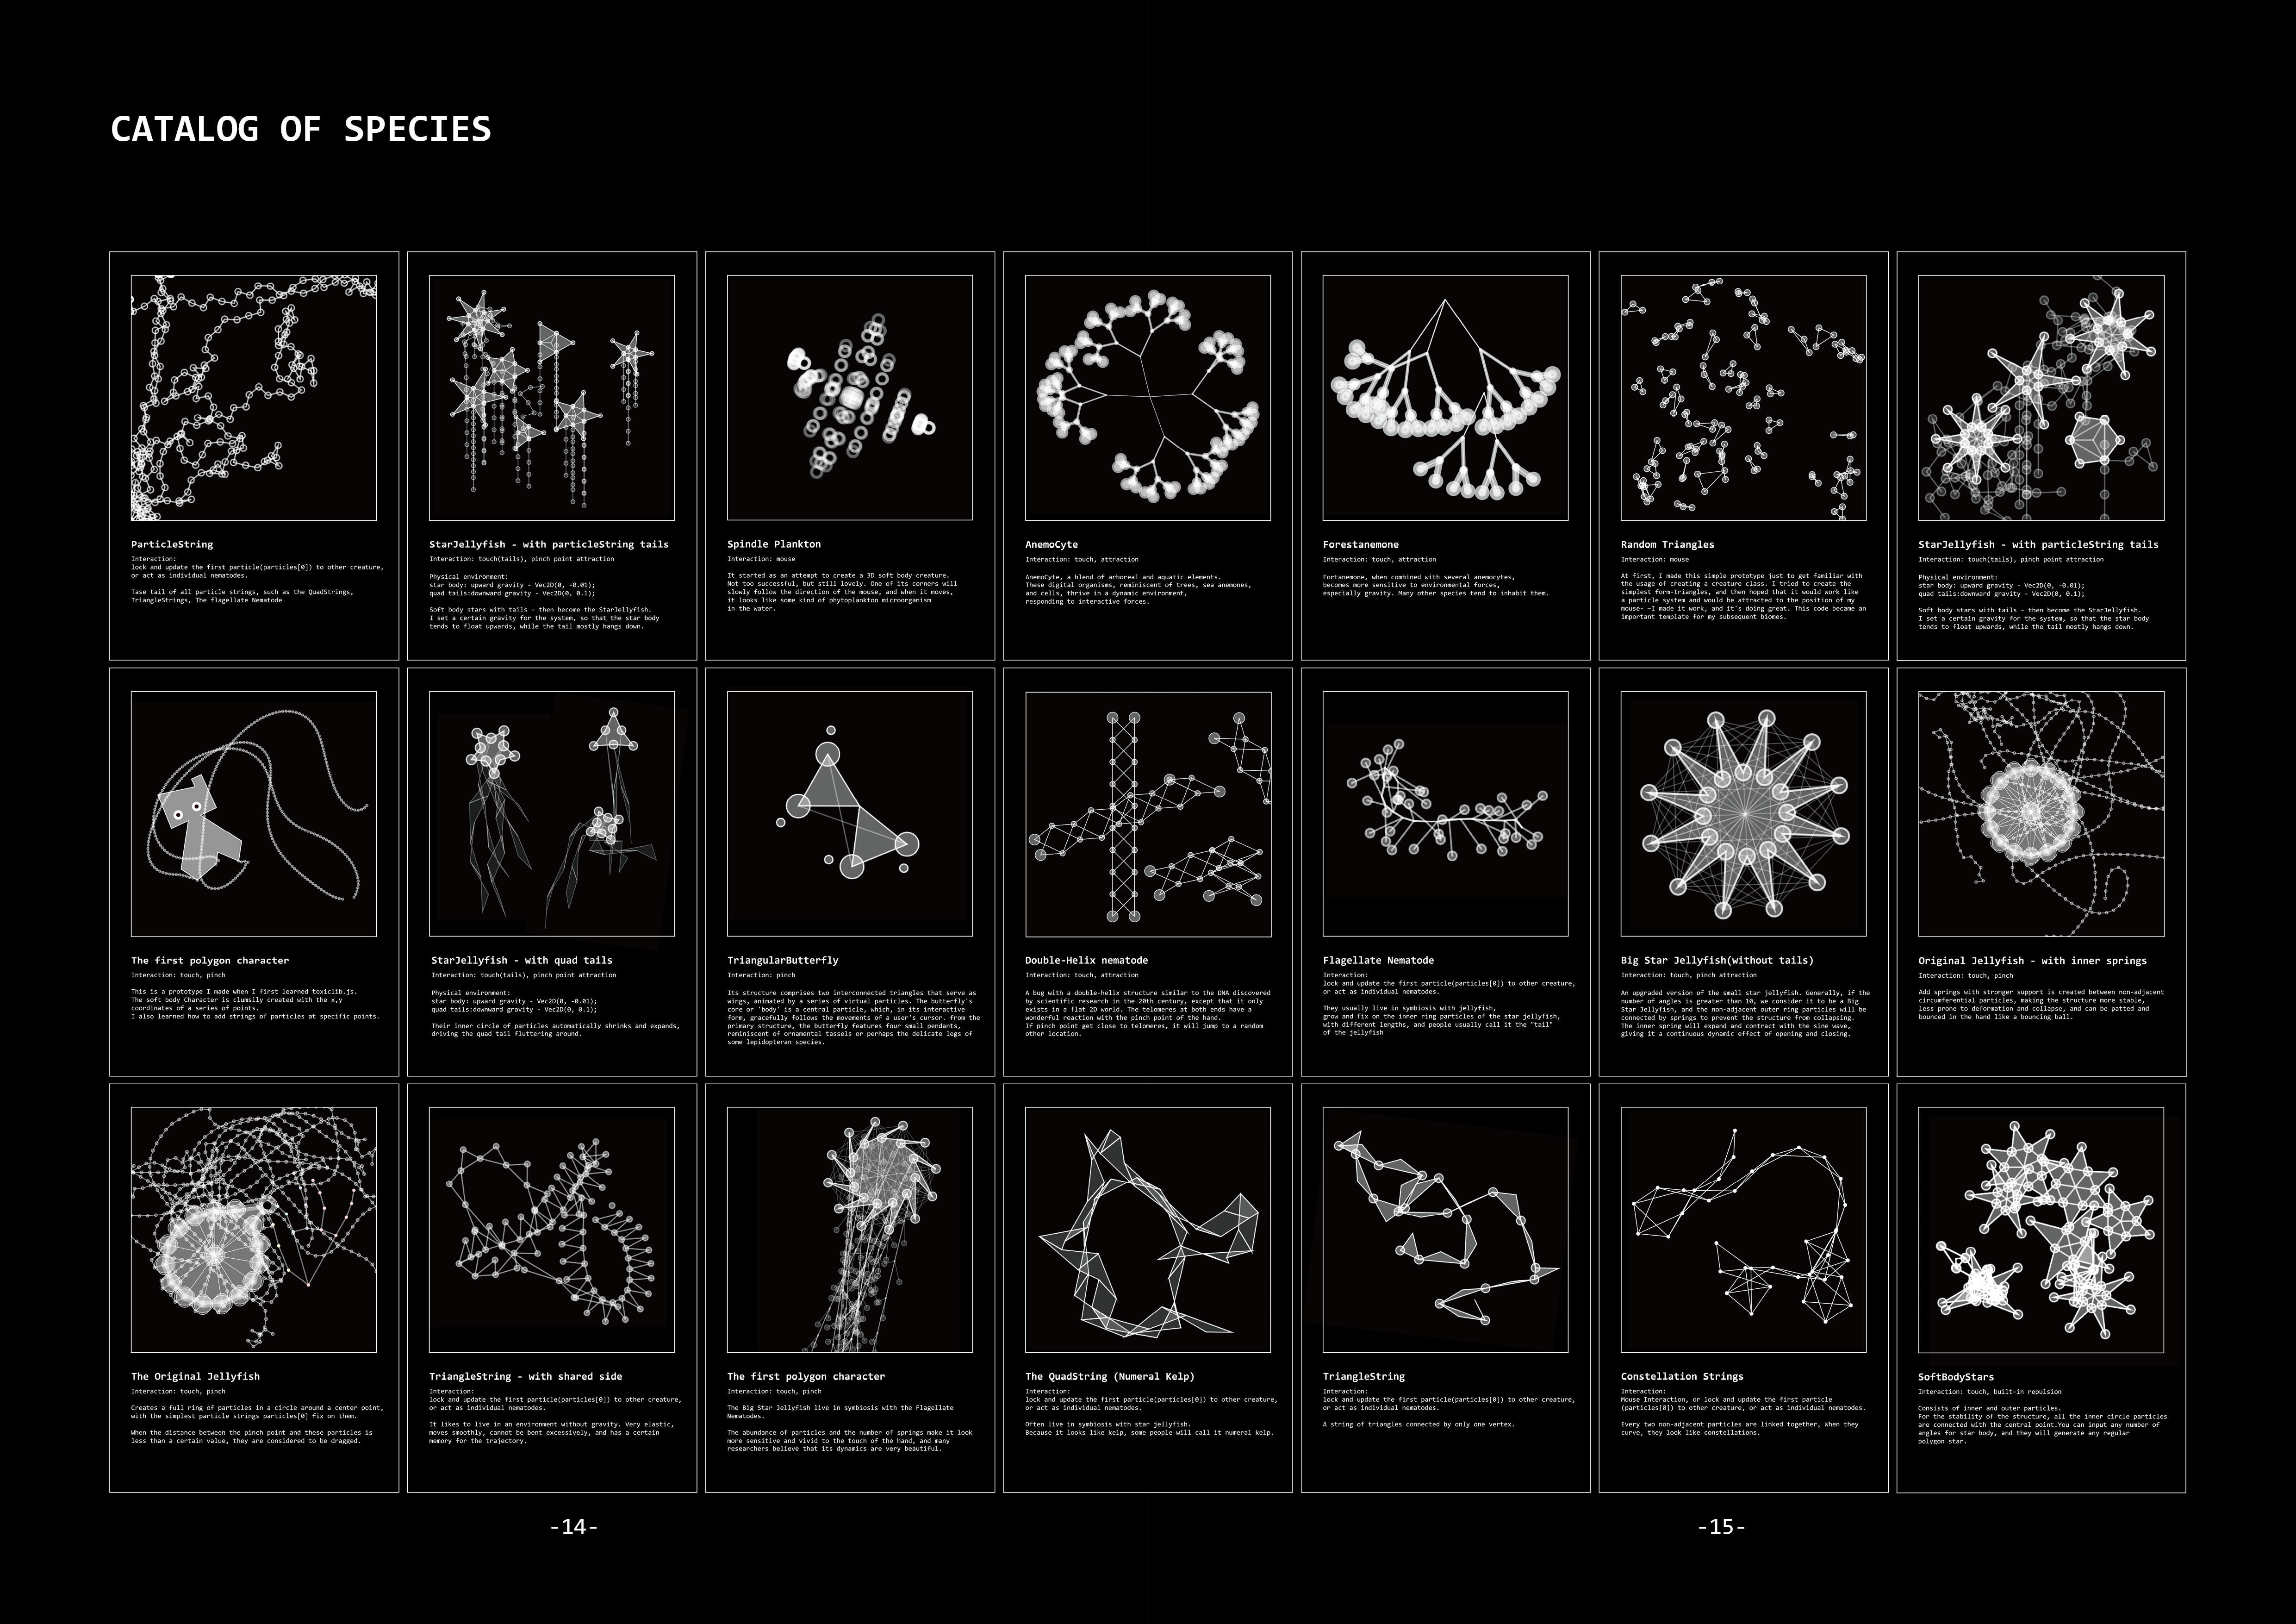 CATALOG OF SPECIES
ParticleString
Interaction:
lock and update the first particle(particles[0]) to other creature,
or act as individual nematodes.
Tase tail of all particle strings, such as the QuadStrings,
TriangleStrings, The flagellate Nematode
StarJellyfish - with particleString tails
Interaction: touch(tails), pinch point attraction
Physical environment:
star body: upward gravity - Vec2D(0, -0.01);
quad tails:downward gravity - Vec2D(0, 0.1);
Soft body stars with tails - then become the StarJellyfish.
I set a certain gravity for the system, so that the star body
tends to float upwards, while the tail mostly hangs down.
Spindle Plankton
Interaction: mouse
It started as an attempt to create a 3D soft body creature.
Not too successful, but still lovely. One of its corners will
slowly follow the direction of the mouse, and when it moves,
it looks like some kind of phytoplankton microorganism
in the water.
AnemoCyte
Interaction: touch, attraction
AnemoCyte, a blend of arboreal and aquatic elements.
These digital organisms, reminiscent of trees, sea anemones,
and cells, thrive in a dynamic environment,
responding to interactive forces.
Forestanemone
Interaction: touch, attraction
Fortanemone, when combined with several anemocytes,
becomes more sensitive to environmental forces,
especially gravity. Many other species tend to inhabit them.
Random Triangles
Interaction: mouse
At first, I made this simple prototype just to get familiar with
the usage of creating a creature class. I tried to create the
simplest form-triangles, and then hoped that it would work like
a particle system and would be attracted to the position of my
mouse- —I made it work, and it's doing great. This code became an
important template for my subsequent biomes.
StarJellyfish - with particleString tails
Interaction: touch(tails), pinch point attraction
Physical environment:
star body: upward gravity - Vec2D(0, -0.01);
quad tails:downward gravity - Vec2D(0, 0.1);
Soft body stars with tails - then become the StarJellyfish.
I set a certain gravity for the system, so that the star body
tends to float upwards, while the tail mostly hangs down.
The first polygon character
Interaction: touch, pinch
This is a prototype I made when I first learned toxiclib.js.
The soft body Character is clumsily created with the x,y
coordinates of a series of points.
I also learned how to add strings of particles at specific points.
StarJellyfish - with quad tails
Interaction: touch(tails), pinch point attraction
Physical environment:
star body: upward gravity - Vec2D(0, -0.01);
quad tails:downward gravity - Vec2D(0, 0.1);
Their inner circle of particles automatically shrinks and expands,
driving the quad tail fluttering around.
TriangularButterfly
Interaction: pinch
Its structure comprises two interconnected triangles that serve as
wings, animated by a series of virtual particles. The butterfly's
core or 'body' is a central particle, which, in its interactive
form, gracefully follows the movements of a user's cursor. From the
primary structure, the butterfly features four small pendants,
reminiscent of ornamental tassels or perhaps the delicate legs of
some lepidopteran species.
Double-Helix nematode
Interaction: touch, attraction
A bug with a double-helix structure similar to the DNA discovered
by scientific research in the 20th century, except that it only
exists in a flat 2D world. The telomeres at both ends have a
wonderful reaction with the pinch point of the hand.
If pinch point get close to telomeres, it will jump to a random
other location.
Flagellate Nematode
Interaction:
lock and update the first particle(particles[0]) to other creature,
or act as individual nematodes.
They usually live in symbiosis with jellyfish,
grow and fix on the inner ring particles of the star jellyfish,
with different lengths, and people usually call it the "tail"
of the jellyfish
Big Star Jellyfish(without tails)
Interaction: touch, pinch point attraction
An upgraded version of the small star jellyfish. Generally, if the
number of angles is greater than 10, we consider it to be a Big
Star Jellyfish, and the non-adjacent outer ring particles will be
connected by springs to prevent the structure from collapsing.
The inner spring will expand and contract with the sine wave,
giving it a continuous dynamic effect of opening and closing.
Original Jellyfish - with inner springs
Interaction: touch, pinch
Add springs with stronger support is created between non-adjacent
circumferential particles, making the structure more stable,
less prone to deformation and collapse, and can be patted and
bounced in the hand like a bouncing ball.
The Original Jellyfish
Interaction: touch, pinch
Creates a full ring of particles in a circle around a center point,
with the simplest particle strings particles[0] fix on them.
When the distance between the pinch point and these particles is
less than a certain value, they are considered to be dragged.
TriangleString - with shared side
Interaction:
lock and update the first particle(particles[0]) to other creature,
or act as individual nematodes.
It likes to live in an environment without gravity. Very elastic,
moves smoothly, cannot be bent excessively, and has a certain
memory for the trajectory.
The first polygon character
Interaction: touch, pinch
The Big Star Jellyfish live in symbiosis with the Flagellate
Nematodes.
The abundance of particles and the number of springs make it look
more sensitive and vivid to the touch of the hand, and many
researchers believe that its dynamics are very beautiful.
The QuadString (Numeral Kelp)
Interaction:
lock and update the first particle(particles[0]) to other creature,
or act as individual nematodes.
Often live in symbiosis with star jellyfish.
Because it looks like kelp, some people will call it numeral kelp.
TriangleString
Interaction:
lock and update the first particle(particles[0]) to other creature,
or act as individual nematodes.
A string of triangles connected by only one vertex.
Constellation Strings
Interaction:
Mouse Interaction, or lock and update the first particle
(particles[0]) to other creature, or act as individual nematodes.
Every two non-adjacent particles are linked together, When they
curve, they look like constellations.
SoftBodyStars
Interaction: touch, built-in repulsion
Consists of inner and outer particles.
For the stability of the structure, all the inner circle particles
are connected with the central point.You can input any number of
angles for star body, and they will generate any regular
polygon star.
-14-
-15-